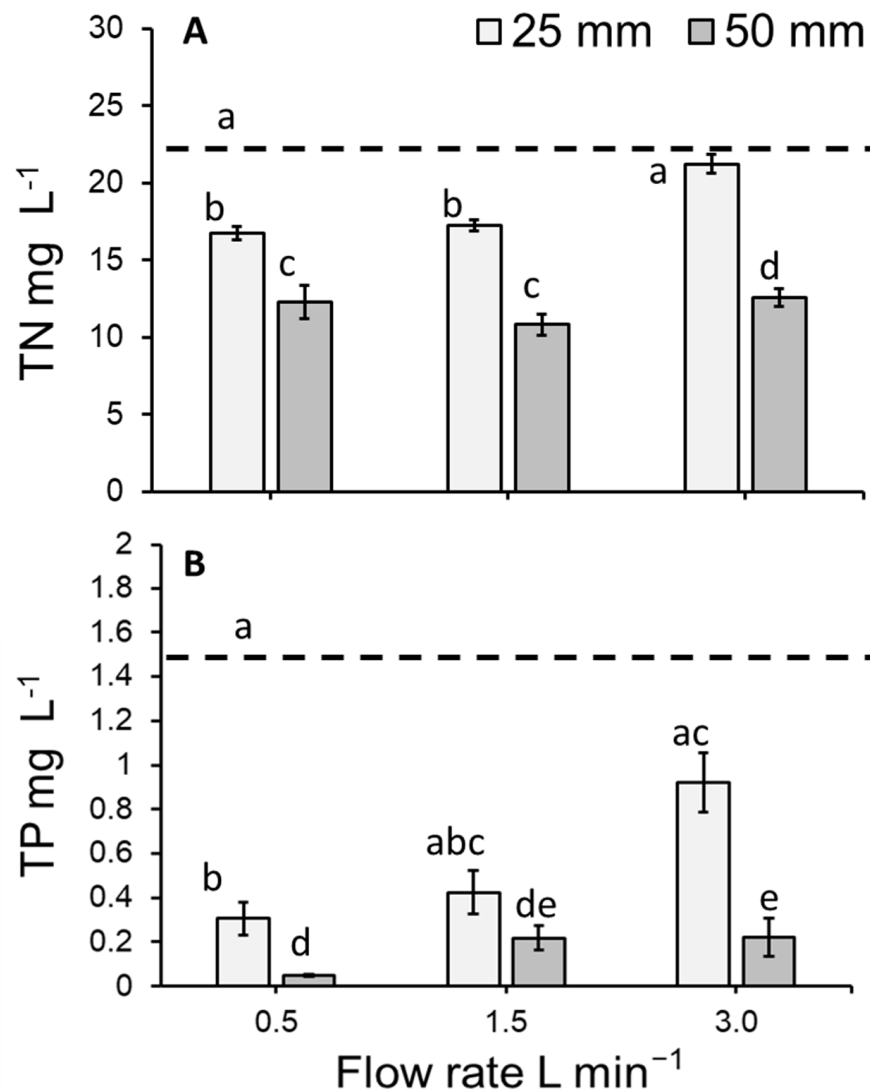 A
25 mm
50 mm
30
25
20
15
10
5
0
TN mg L⁻¹
a
b
c
b
c
a
d
B
2
1.8
1.6
1.4
1.2
1
0.8
0.6
0.4
0.2
0
TP mg L⁻¹
a
b
d
abc
de
ac
e
0.5
1.5
3.0
Flow rate L min⁻¹